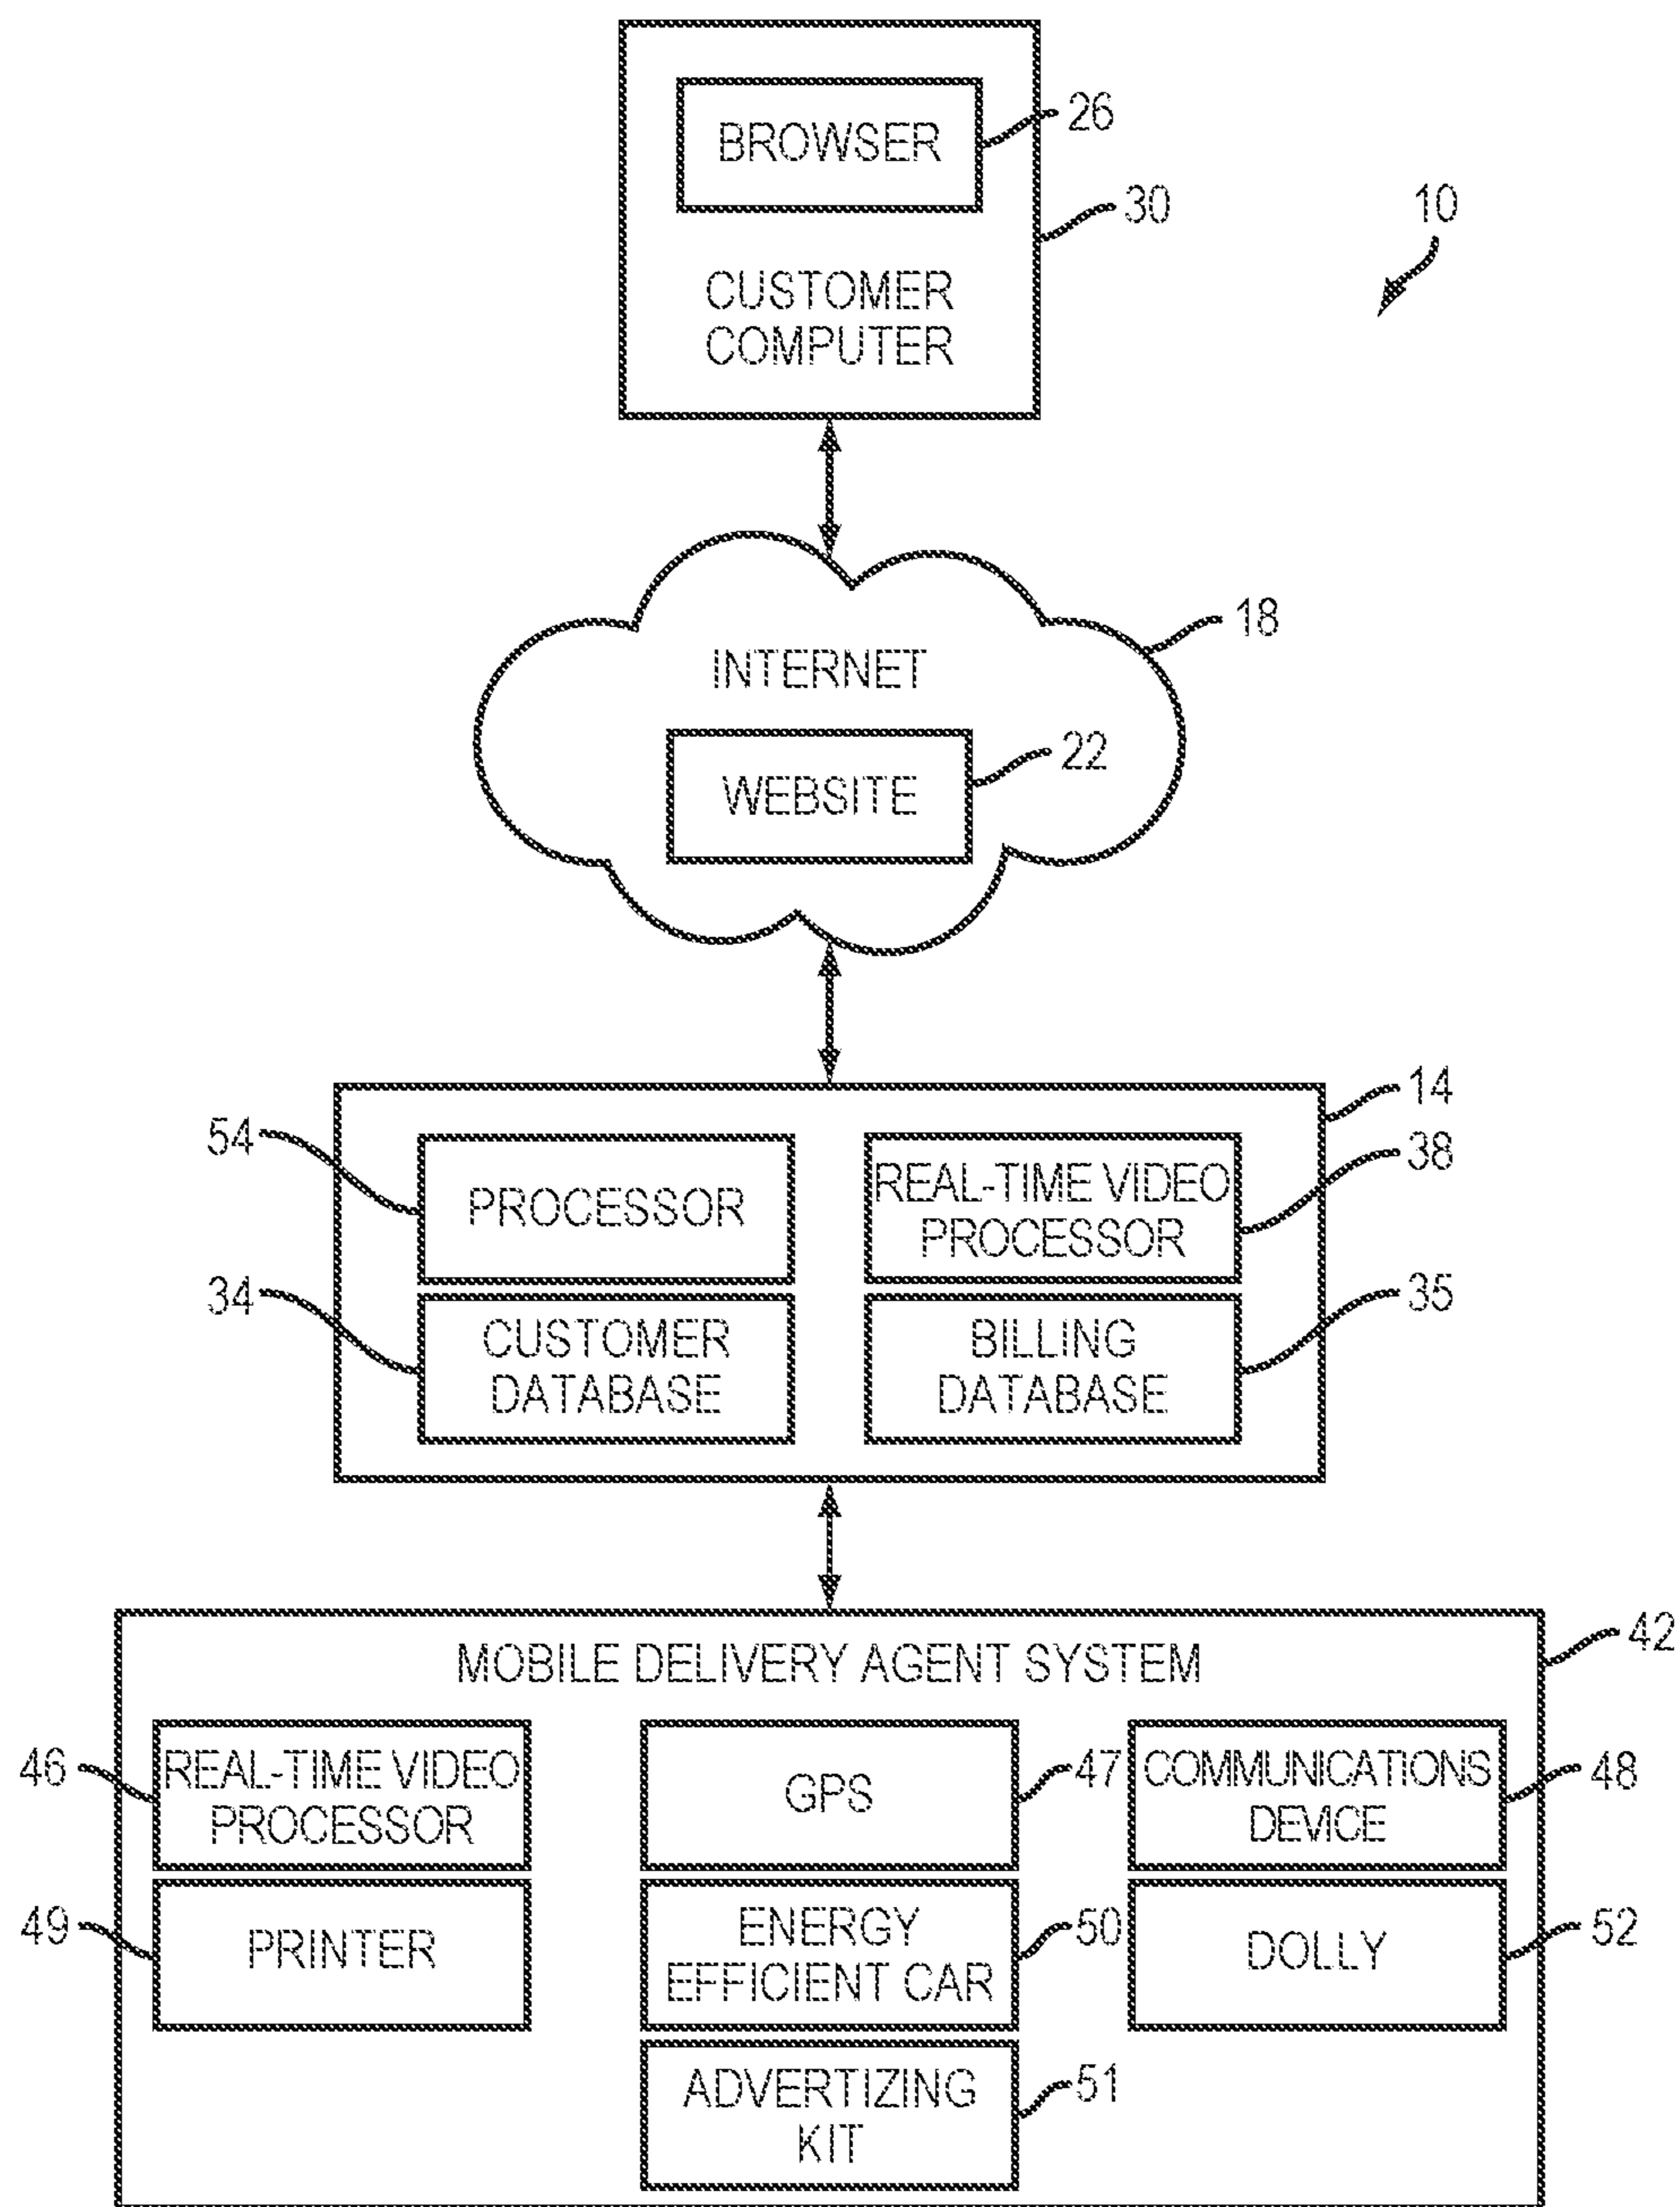 BROWSER
26
30
10
CUSTOMER
COMPUTER
18
INTERNET
22
WEBSITE
14
54
PROCESSOR
REAL-TIME VIDEO
PROCESSOR
38
34
CUSTOMER
DATABASE
BILLING
DATABASE
35
42
MOBILE DELIVERY AGENT SYSTEM
46
REAL-TIME VIDEO
PROCESSOR
GPS
47
COMMUNICATIONS
DEVICE
48
49
PRINTER
ENERGY
EFFICIENT CAR
50
DOLLY
52
ADVERTIZING
KIT
51